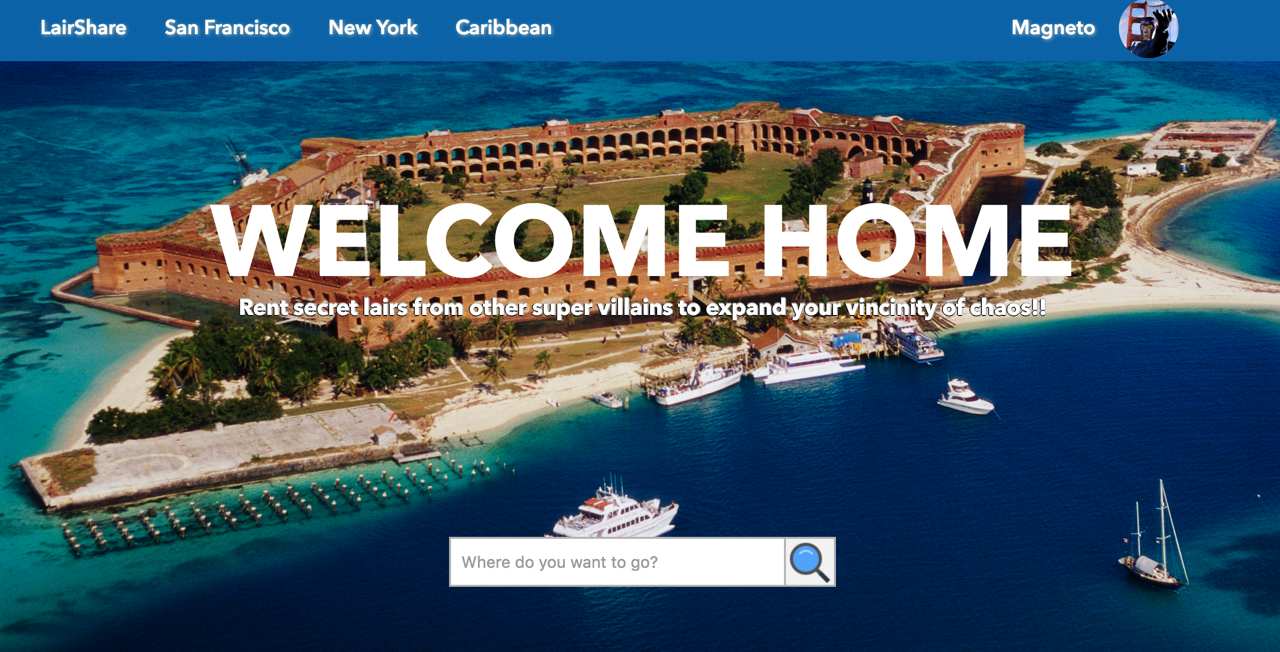 LairShare San Francisco New York Caribbean Magneto
WELCOME HOME
Rent secret lairs from other super villains to expand your vincinity of chaos!!
Where do you want to go?